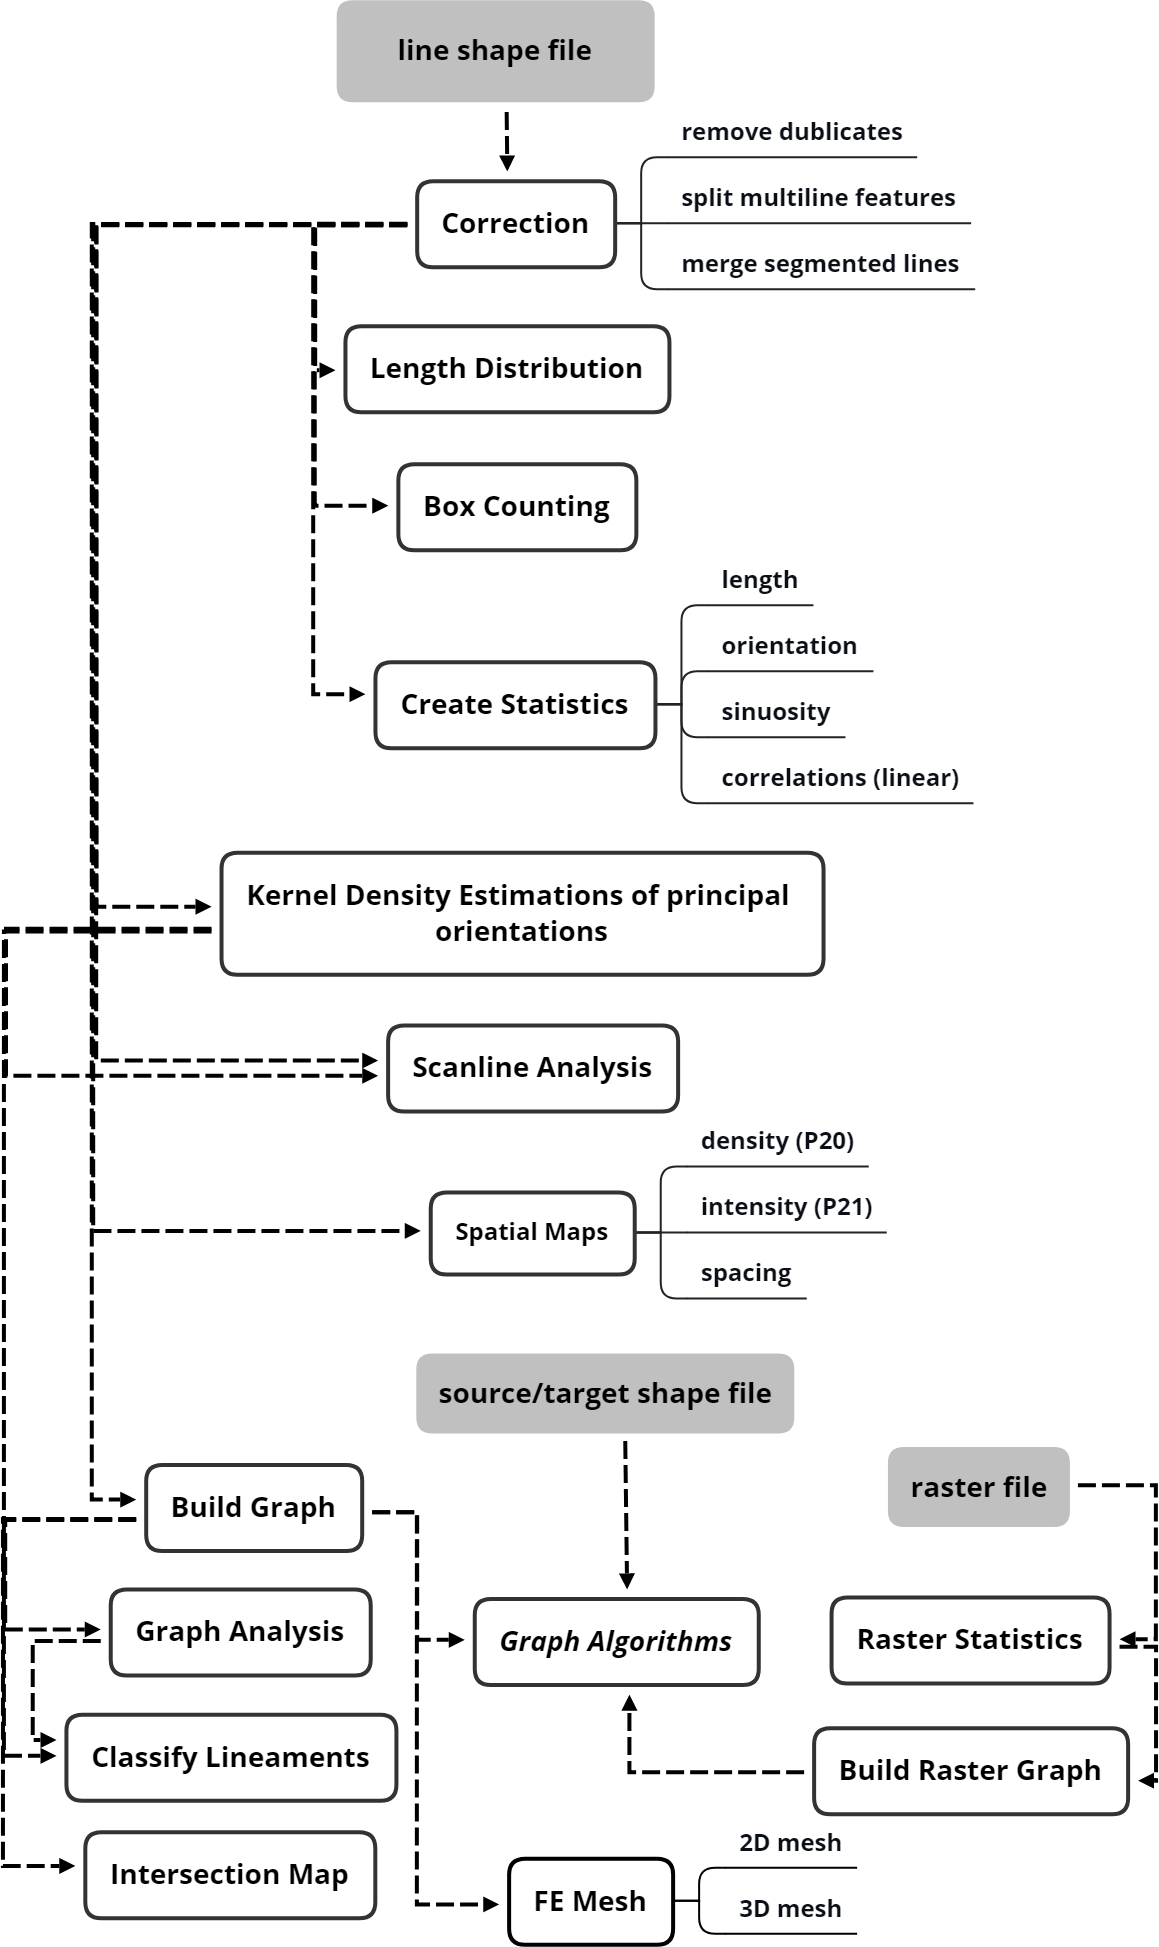 line shape file
remove dublicates
Correction
split multiline features
merge segmented lines
Length Distribution
Box Counting
length
orientation
Create Statistics
sinuosity
correlations (linear)
Kernel Density Estimations of principal
orientations
Scanline Analysis
density (P20)
intensity (P21)
Spatial Maps
spacing
source/target shape file
raster file
Build Graph
Graph Analysis
Graph Algorithms
Raster Statistics
Classify Lineaments
Build Raster Graph
Intersection Map
2D mesh
FE Mesh
3D mesh